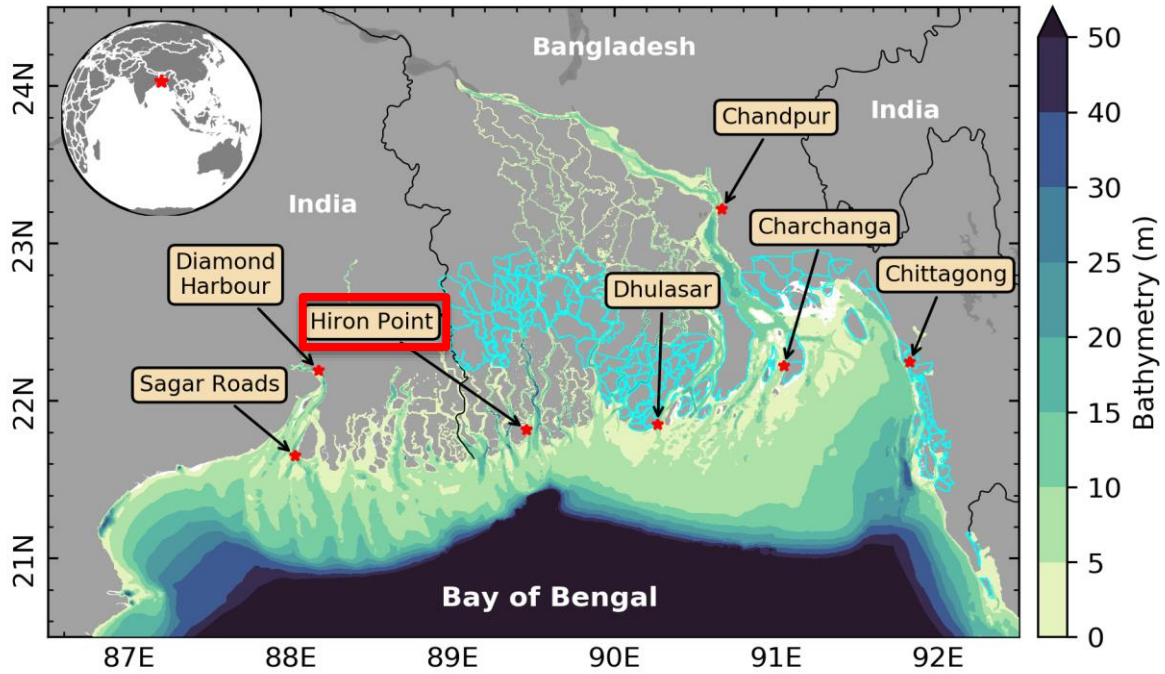 Bangladesh
India
India
Chandpur
Charchanga
Chittagong
Dhulasar
Diamond
Harbour
Hiron Point
Sagar Roads
Bay of Bengal
24N
23N
22N
21N
87E
88E
89E
90E
91E
92E
50
40
30
25
20
15
10
5
0
Bathymetry (m)